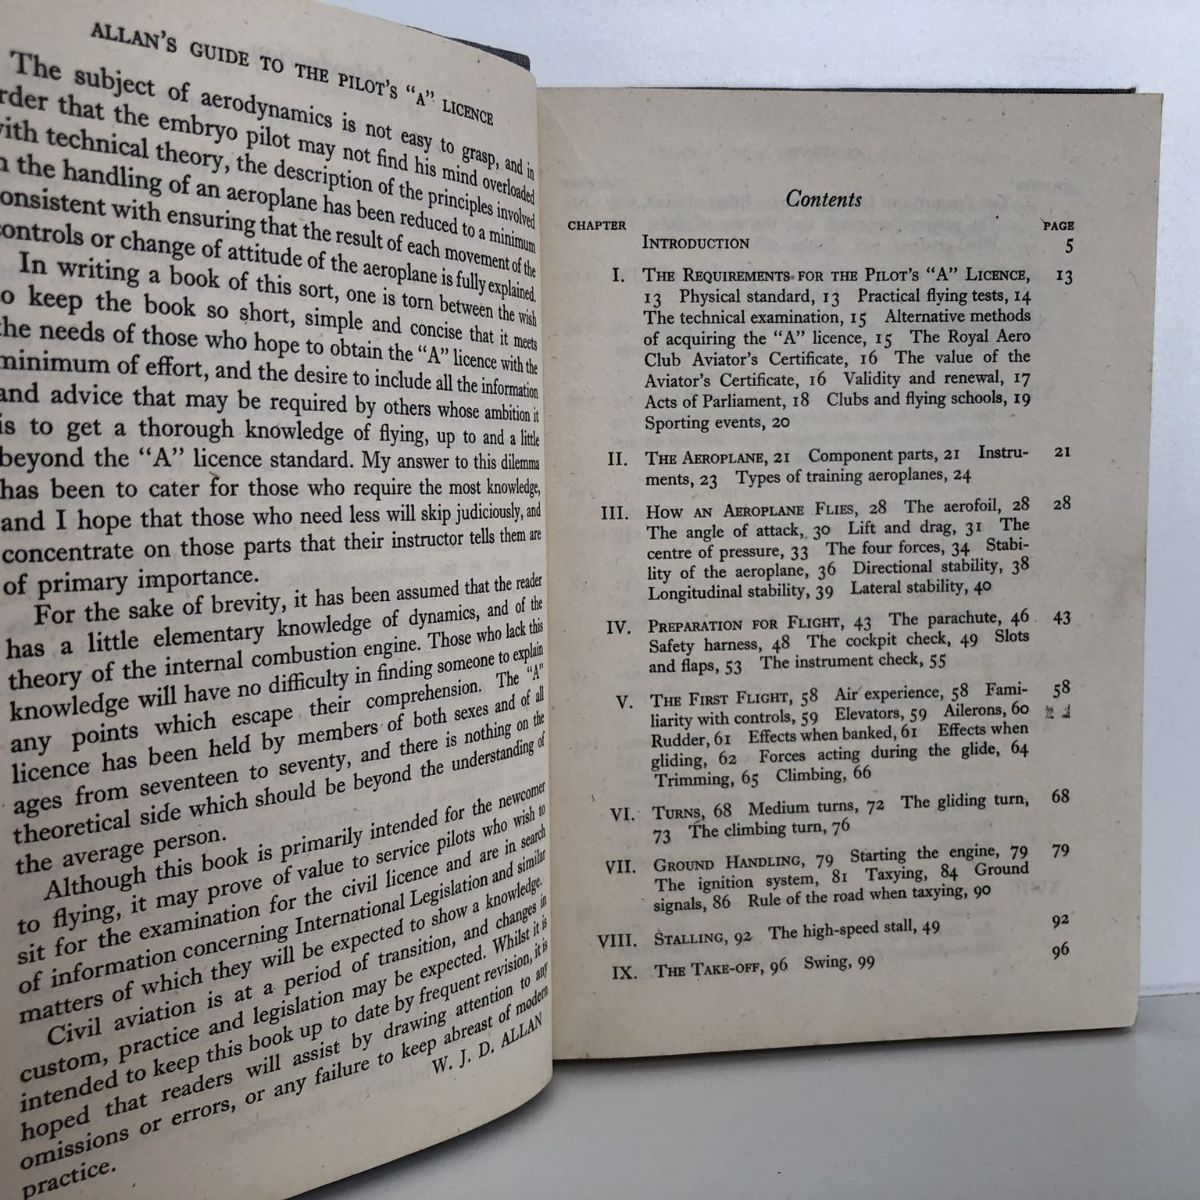 ALLAN'S GUIDE TO THE PILOT'S "A" LICENCE
The subject of aerodynamics is not easy to grasp, and in
rder that the embryo pilot may not find his mind overloaded
ith technical theory, the description of the principles involved
n the handling of an aeroplane has been reduced to a minimum
onsistent with ensuring that the result of each movement of the
ontrols or change of attitude of the aeroplane is fully explained.
In writing a book of this sort, one is torn between the wish
o keep the book so short, simple and concise that it meets
the needs of those who hope to obtain the "A" licence with the
minimum of effort, and the desire to include all the information
and advice that may be required by others whose ambition it
is to get a thorough knowledge of flying, up to and a little
beyond the "A" licence standard. My answer to this dilemma
has been to cater for those who require the most knowledge,
and I hope that those who need less will skip judiciously, and
concentrate on those parts that their instructor tells them are
of primary importance.
For the sake of brevity, it has been assumed that the reader
has a little elementary knowledge of dynamics, and of the
theory of the internal combustion engine. Those who lack this
knowledge will have no difficulty in finding someone to explain
any points which escape their comprehension. The "A"
licence has been held by members of both sexes and of all
ages from seventeen to seventy, and there is nothing on the
theoretical side which should be beyond the understanding of
the average person.
Although this book is primarily intended for the newcomer
to flying, it may prove of value to service pilots who wish to
sit for the examination for the civil licence and are in search
of information concerning International Legislation and similar
matters of which they will be expected to show a knowledge.
Civil aviation is at a period of transition, and changes in
custom, practice and legislation may be expected. Whilst it is
intended to keep this book up to date by frequent revision, it is
hoped that readers will assist by drawing attention to any
omissions or errors, or any failure to keep abreast of modern
practice.
W. J. D. ALLAN
Contents
CHAPTER PAGE
INTRODUCTION 5
I. THE REQUIREMENTS FOR THE PILOT'S "A" LICENCE, 13
13 Physical standard, 13 Practical flying tests, 14
The technical examination, 15 Alternative methods
of acquiring the "A" licence, 15 The Royal Aero
Club Aviator's Certificate, 16 The value of the
Aviator's Certificate, 16 Validity and renewal, 17
Acts of Parliament, 18 Clubs and flying schools, 19
Sporting events, 20
II. THE AEROPLANE, 21 Component parts, 21 Instru- 21
ments, 23 Types of training aeroplanes, 24
III. HOW AN AEROPLANE FLIES, 28 The aerofoil, 28 28
The angle of attack, 30 Lift and drag, 31 The
centre of pressure, 33 The four forces, 34 Stabi-
lity of the aeroplane, 36 Directional stability, 38
Longitudinal stability, 39 Lateral stability, 40
IV. PREPARATION FOR FLIGHT, 43 The parachute, 46 43
Safety harness, 48 The cockpit check, 49 Slots
and flaps, 53 The instrument check, 55
V. THE FIRST FLIGHT, 58 Air experience, 58 Fami- 58
liarity with controls, 59 Elevators, 59 Ailerons, 60
Rudder, 61 Effects when banked, 61 Effects when
gliding, 62 Forces acting during the glide, 64
Trimming, 65 Climbing, 66
VI. TURNS, 68 Medium turns, 72 The gliding turn, 68
73 The climbing turn, 76
VII. GROUND HANDLING, 79 Starting the engine, 79 79
The ignition system, 81 Taxying, 84 Ground
signals, 86 Rule of the road when taxying, 90
VIII. STALLING, 92 The high-speed stall, 49 92
IX. THE TAKE-OFF, 96 Swing, 99 96